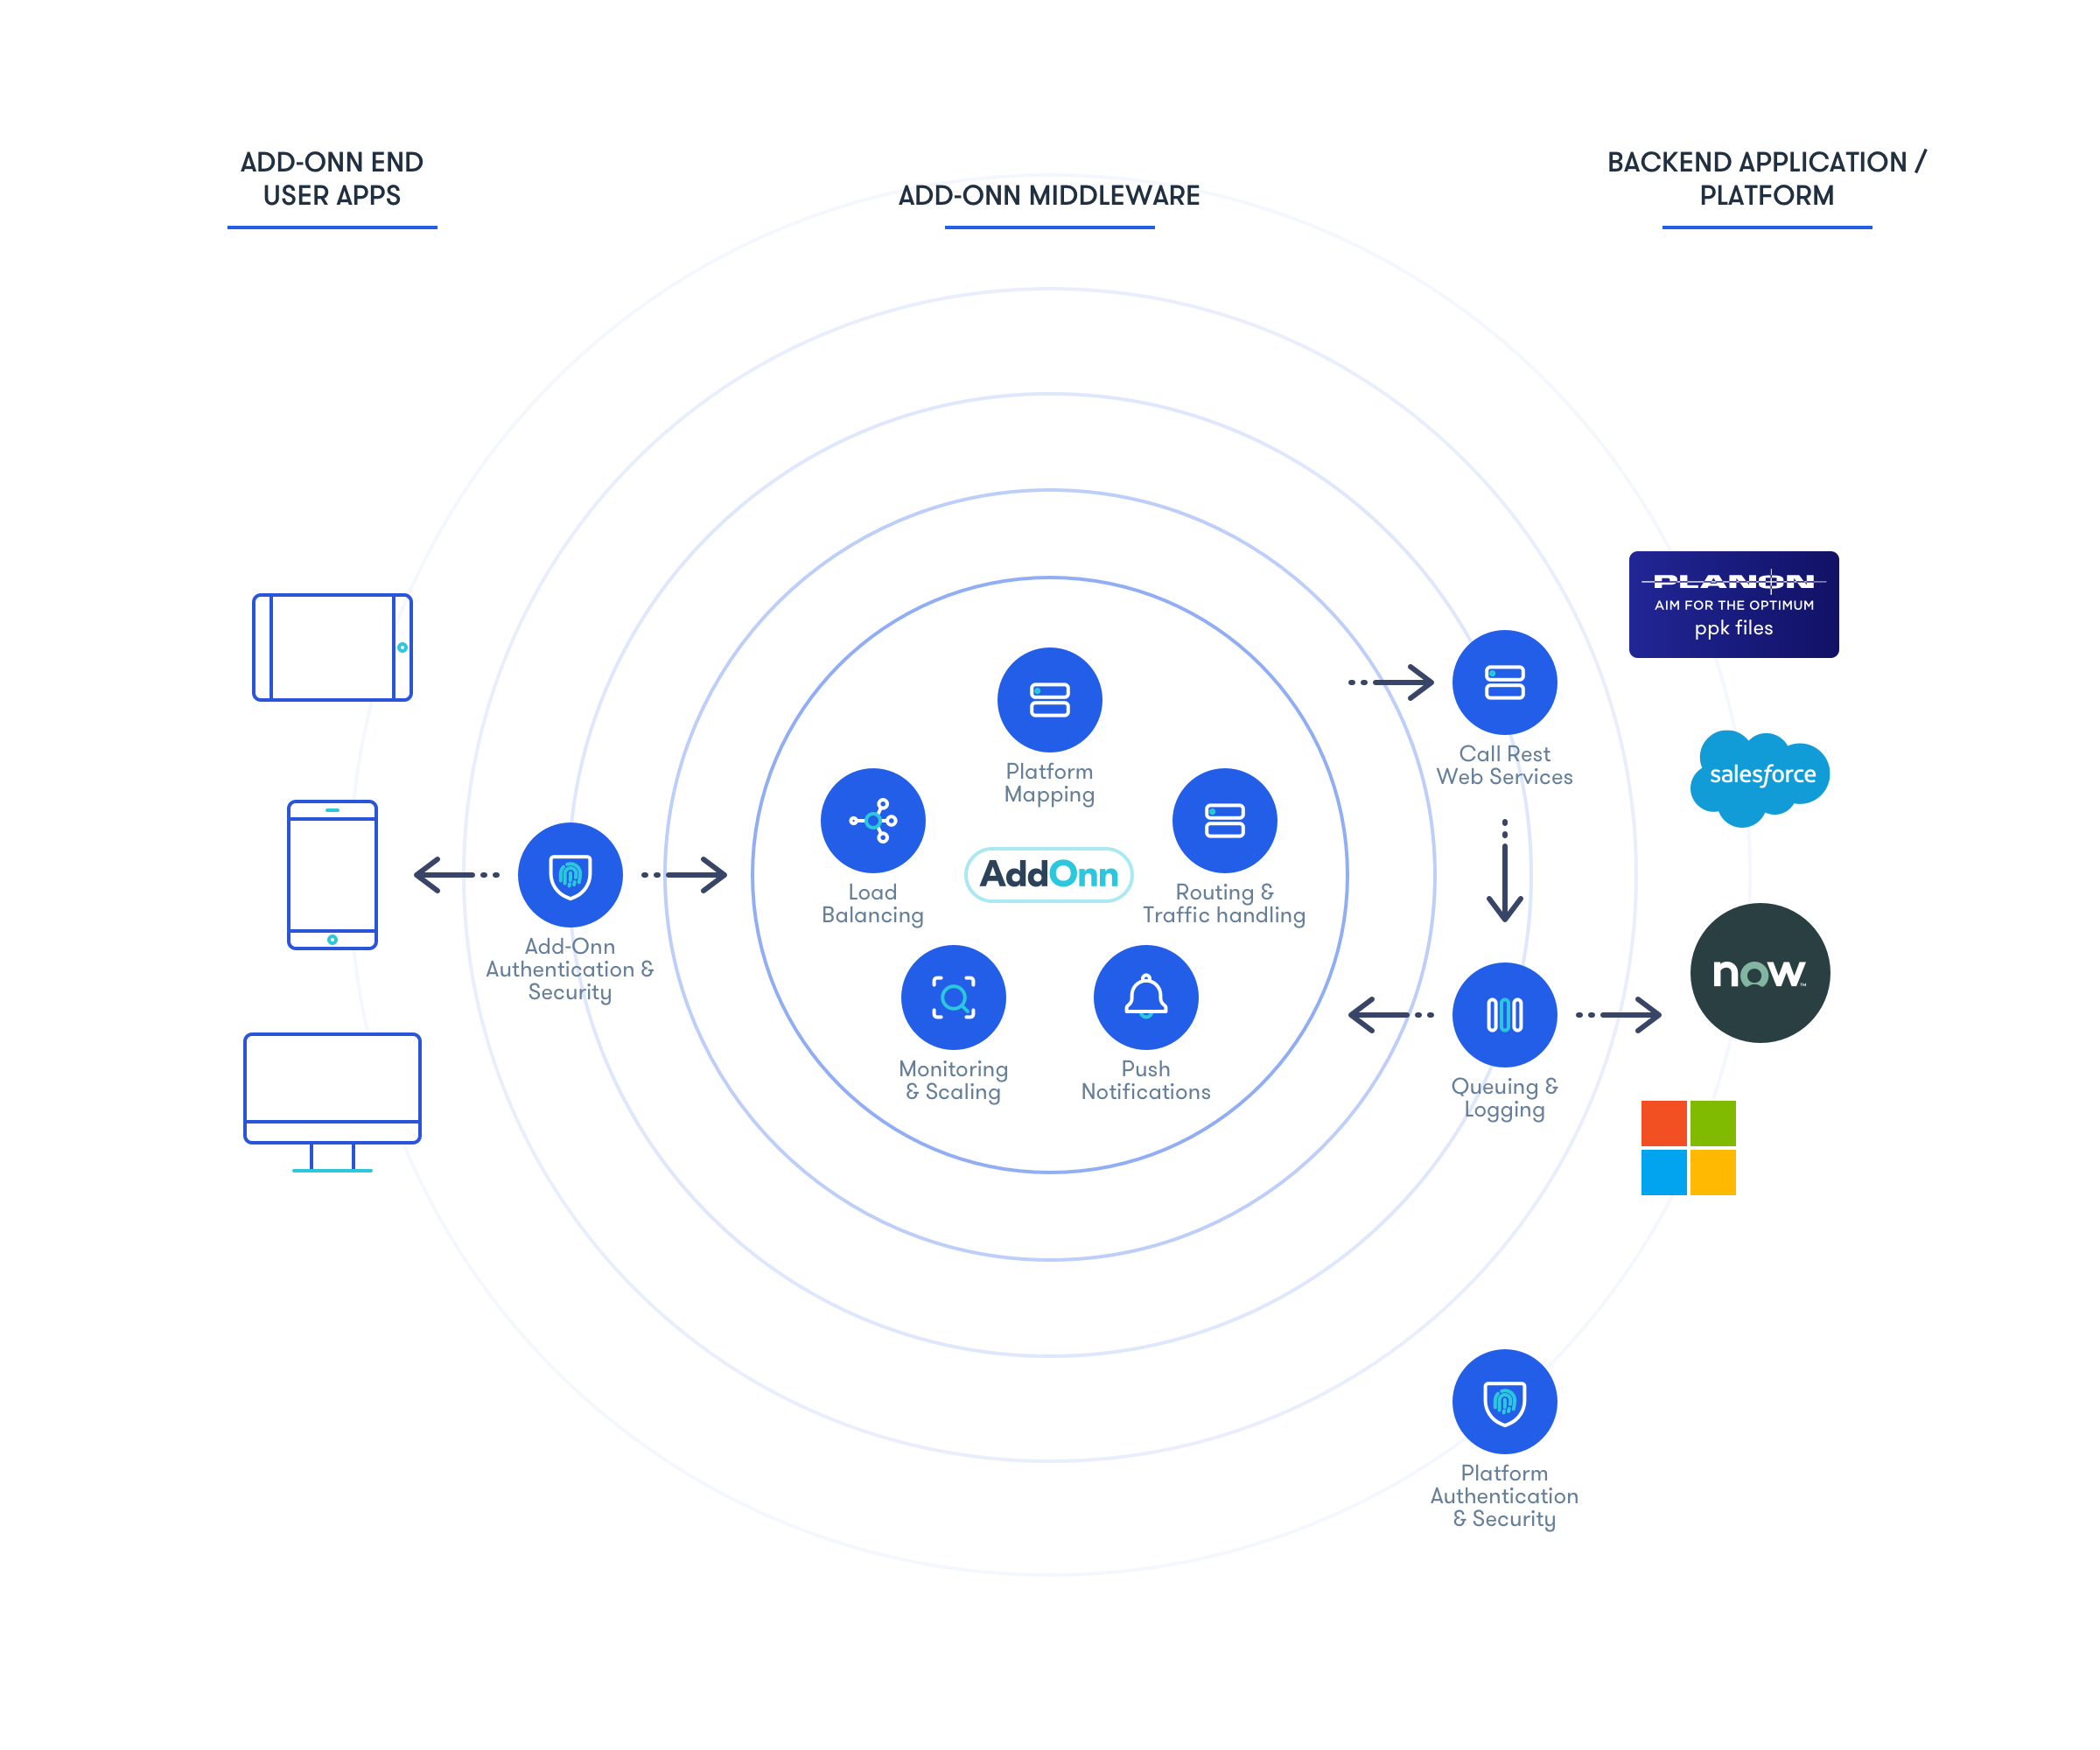 ADD-ONN END
USER APPS
ADD-ONN MIDDLEWARE
BACKEND APPLICATION /
PLATFORM
PLANON
AIM FOR THE OPTIMUM
ppk files
Call Rest
Web Services
salesforce
Platform
Mapping
Load
Balancing
AddOnn
Routing &
Traffic handling
Add-Onn
Authentication &
Security
now
Monitoring
& Scaling
Push
Notifications
Queuing &
Logging
Platform
Authentication
& Security